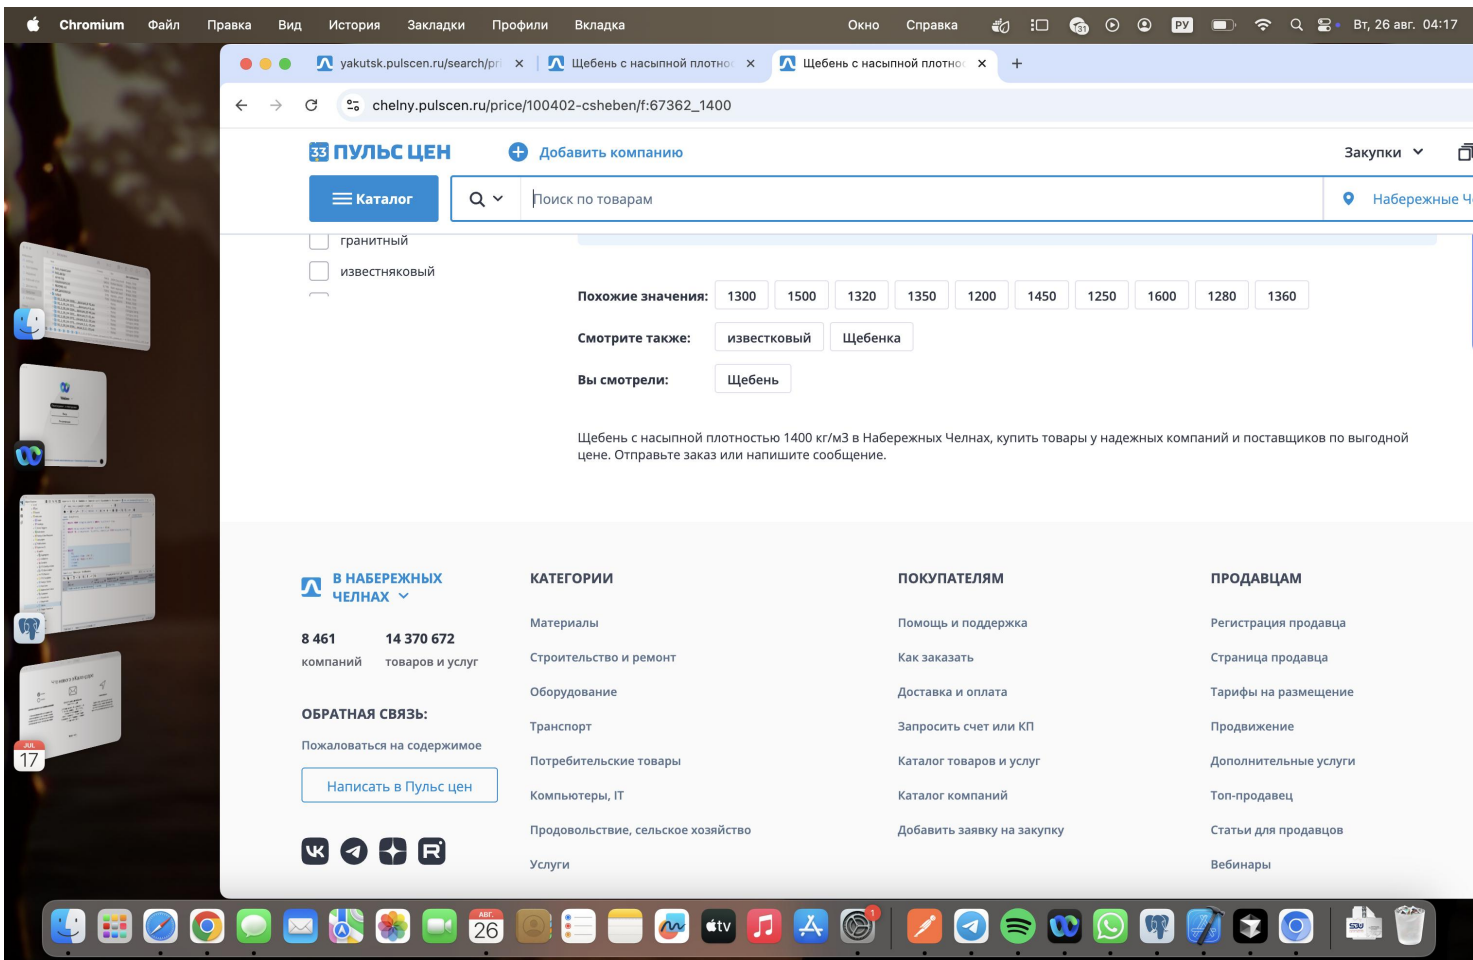 Chromium Файл Правка Вид История Закладки Профили Вкладка Окно Справка 31 РУ Вт, 26 авг. 04:17
yakutsk.pulscen.ru/search/pri Щебень с насыпной плотно Щебень с насыпной плотно
chelny.pulscen.ru/price/100402-csheben/f:67362_1400
33 ПУЛЬС ЦЕН Добавить компанию Закупки
Каталог Поиск по товарам Набережные Че
гранитный
известняковый
Похожие значения: 1300 1500 1320 1350 1200 1450 1250 1600 1280 1360
Смотрите также: известковый Щебенка
Вы смотрели: Щебень
Щебень с насыпной плотностью 1400 кг/м3 в Набережных Челнах, купить товары у надежных компаний и поставщиков по выгодной
цене. Отправьте заказ или напишите сообщение.
В НАБЕРЕЖНЫХ
ЧЕЛНАХ
8 461 14 370 672
компаний товаров и услуг
ОБРАТНАЯ СВЯЗЬ:
Пожаловаться на содержимое
Написать в Пульс цен
КАТЕГОРИИ
Материалы
Строительство и ремонт
Оборудование
Транспорт
Потребительские товары
Компьютеры, IT
Продовольствие, сельское хозяйство
Услуги
ПОКУПАТЕЛЯМ
Помощь и поддержка
Как заказать
Доставка и оплата
Запросить счет или КП
Каталог товаров и услуг
Каталог компаний
Добавить заявку на закупку
ПРОДАВЦАМ
Регистрация продавца
Страница продавца
Тарифы на размещение
Продвижение
Дополнительные услуги
Топ-продавец
Статьи для продавцов
Вебинары
JUL
17
АВГ.
26
tv
1